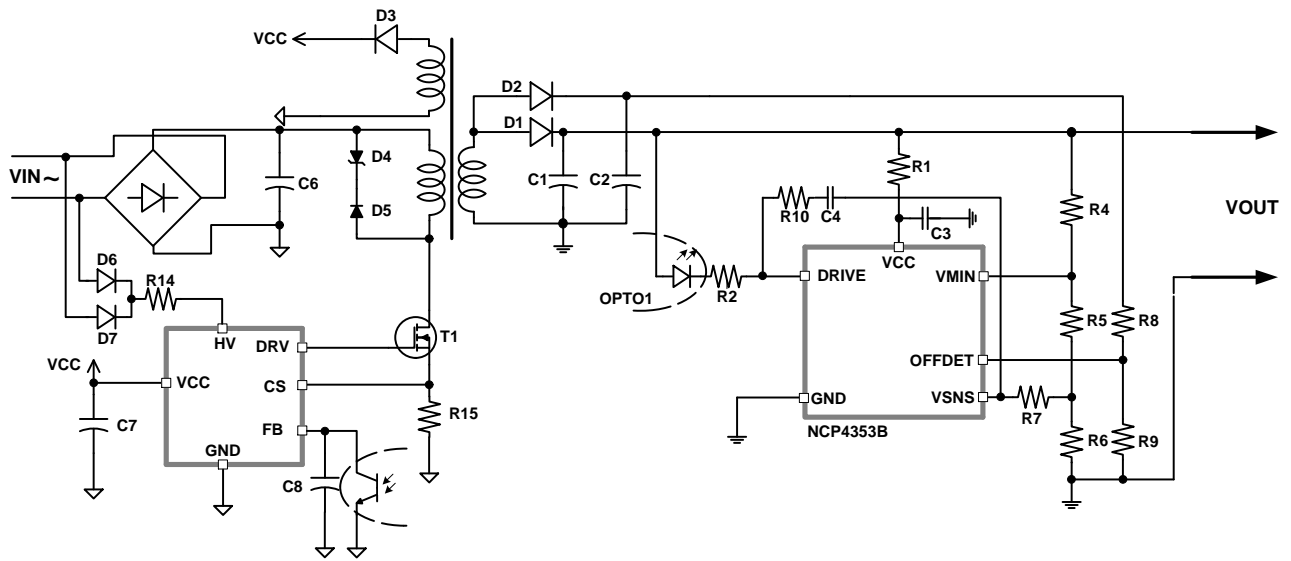 D3
VCC
D2
D1
D4
VIN~
C6
D5
C1
C2
R1
R10
C4
C3
R4
VOUT
D6
R14
OPTO1
R2
DRIVE
VCC
VMIN
D7
HV
DRV
T1
R5
R8
VCC
VCC
CS
OFFDET
GND
VSNS
R7
C7
FB
R15
NCP4353B
R6
R9
GND
C8